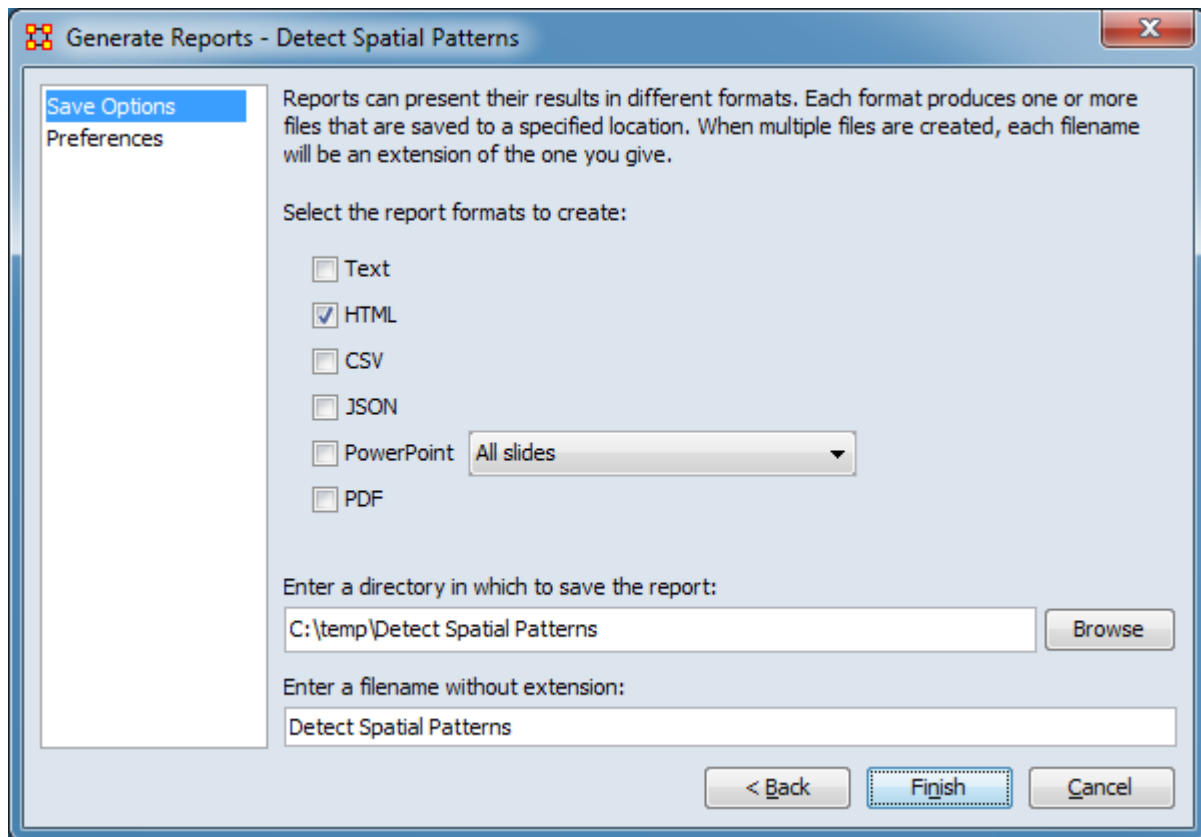 Generate Reports - Detect Spatial Patterns
Save Options
Preferences
Reports can present their results in different formats. Each format produces one or more
files that are saved to a specified location. When multiple files are created, each filename
will be an extension of the one you give.
Select the report formats to create:
Text
HTML
CSV
JSON
PowerPoint All slides
PDF
Enter a directory in which to save the report:
C:\temp\Detect Spatial Patterns Browse
Enter a filename without extension:
Detect Spatial Patterns
< Back Finish Cancel